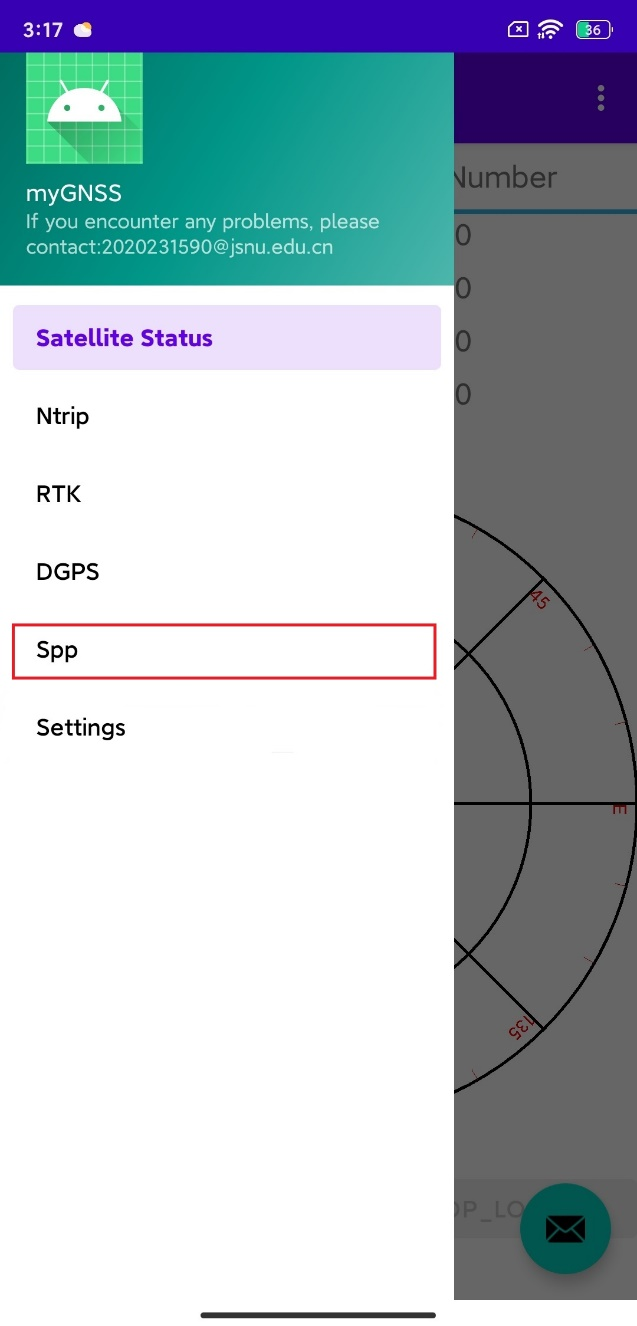 3:17
36
myGNSS
If you encounter any problems, please
contact:2020231590@jsnu.edu.cn
Number
0
0
0
0
Satellite Status
Ntrip
RTK
DGPS
Spp
Settings
45
E
135